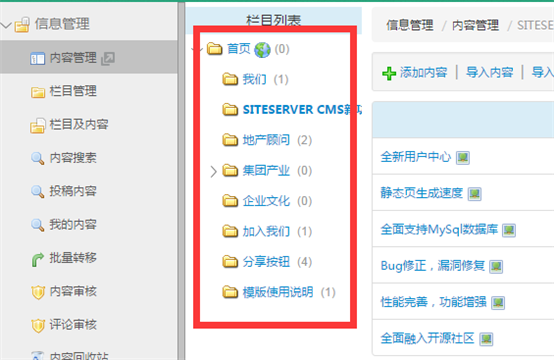 信息管理
内容管理
栏目管理
栏目及内容
内容搜索
投稿内容
我的内容
批量转移
内容审核
评论审核
内容回收站
栏目列表
首页 (0)
我们 (1)
SITESERVER CMS新
地产顾问 (2)
集团产业 (0)
企业文化 (0)
加入我们 (1)
分享按钮 (4)
模版使用说明 (1)
信息管理 / 内容管理 / SITESE
添加内容 | 导入内容 | 导
全新用户中心
静态页生成速度
全面支持MySql数据库
Bug修正，漏洞修复
性能完善，功能增强
全面融入开源社区